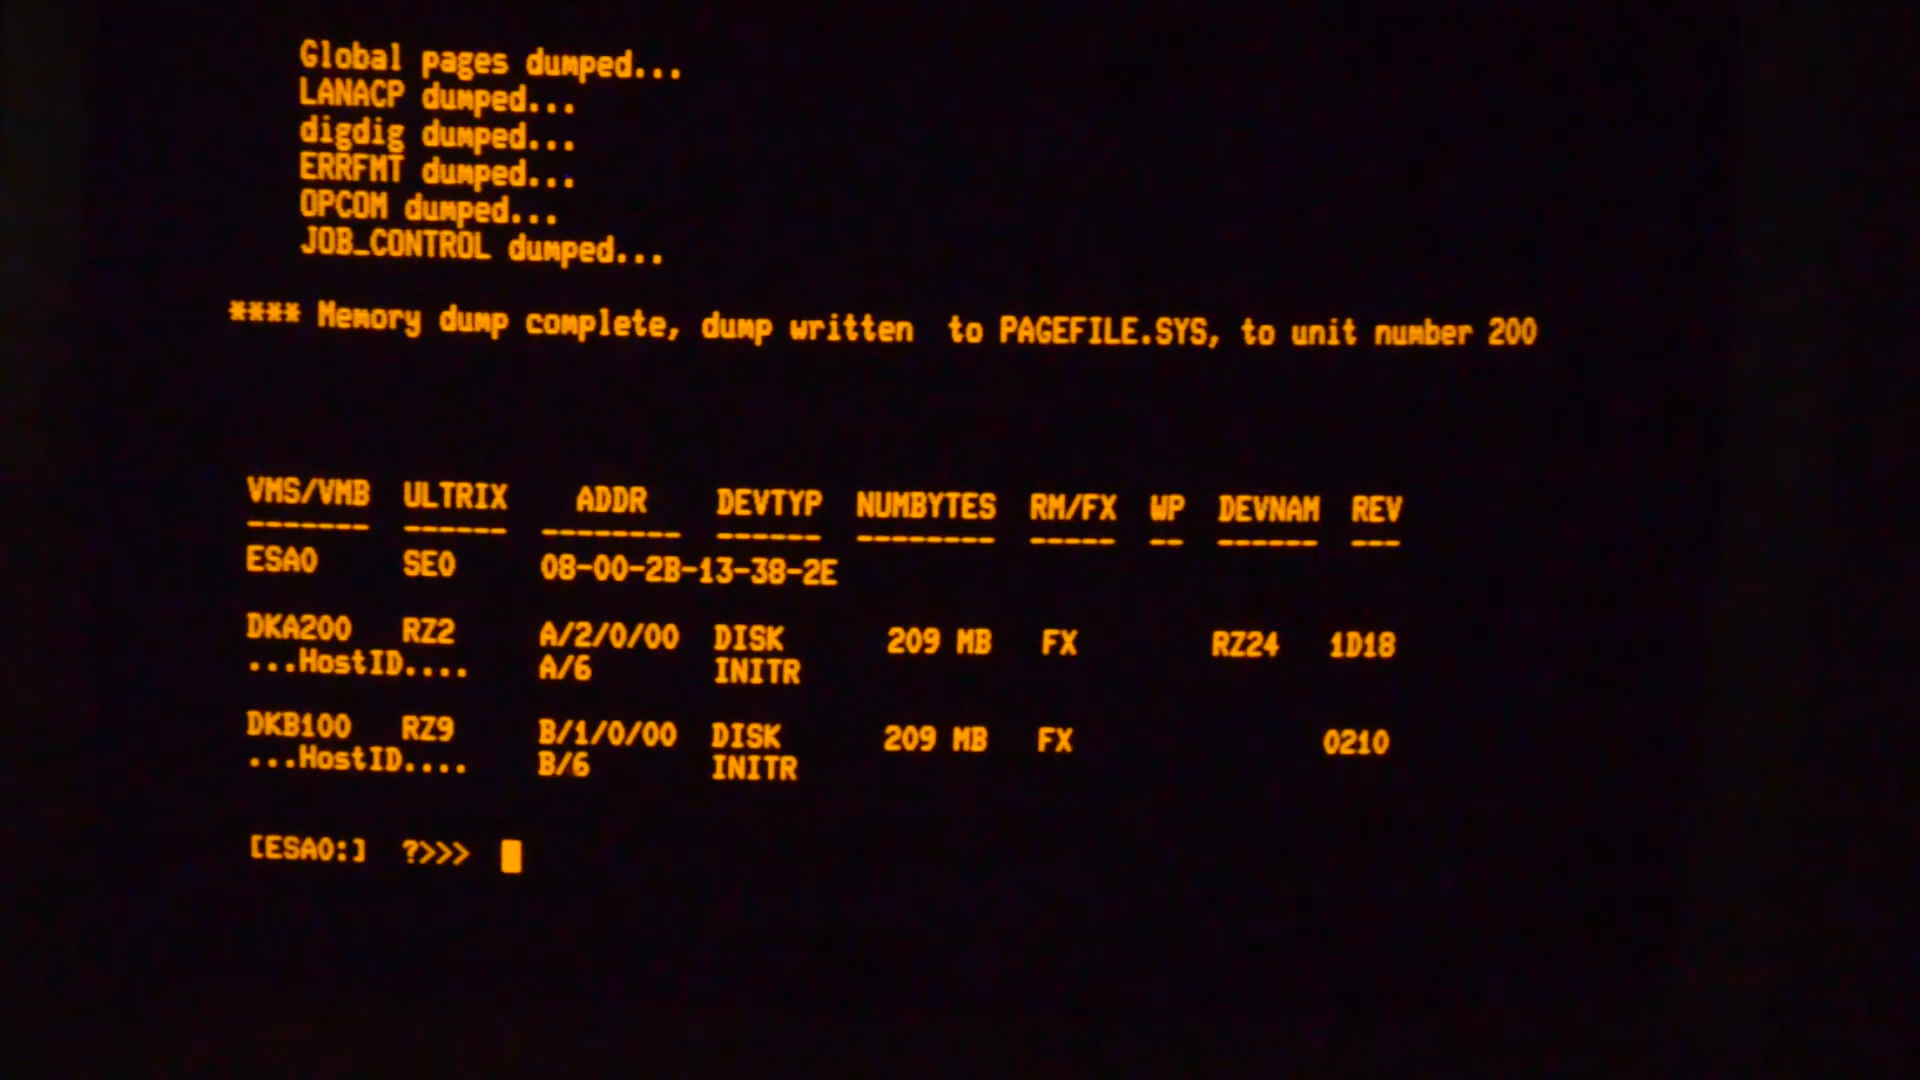 Global pages dumped...
LANACP dumped...
digdig dumped...
ERRFMT dumped...
OPCOM dumped...
JOB_CONTROL dumped...
**** Memory dump complete, dump written  to PAGEFILE.SYS, to unit number 200
VMS/VMB  ULTRIX    ADDR    DEVTYP  NUMBYTES  RM/FX  WP  DEVNAM  REV
-------  ------  --------  ------  --------  -----  --  ------  ---
ESA0     SE0     08-00-2B-13-38-2E
DKA200   RZ2     A/2/0/00  DISK      209 MB   FX        RZ24   1D18
...HostID....    A/6       INITR
DKB100   RZ9     B/1/0/00  DISK      209 MB   FX               0210
...HostID....    B/6       INITR
[ESA0:]  ?>>>